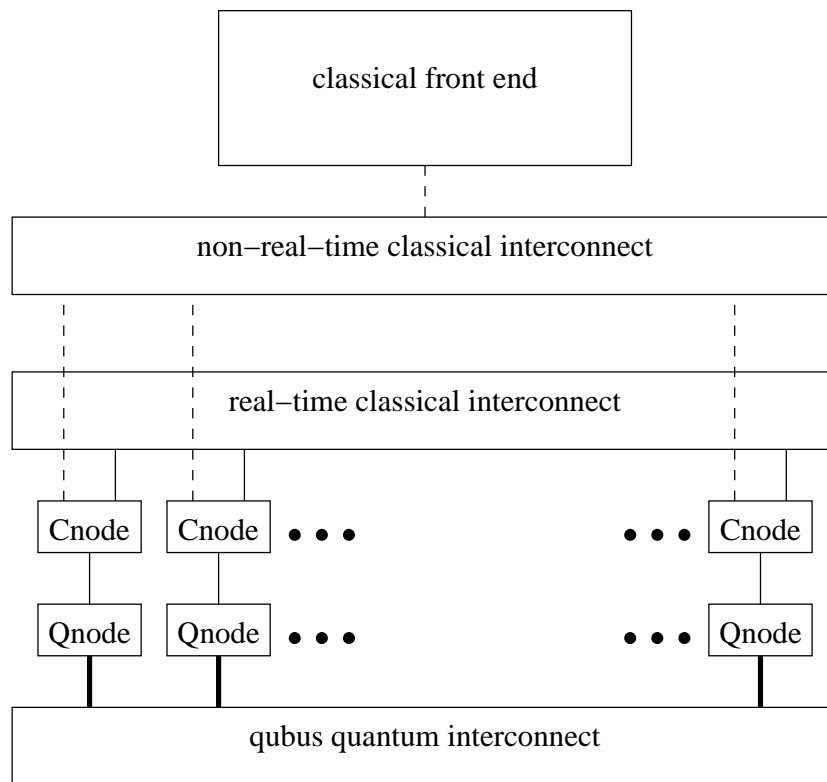 classical front end
non−real−time classical interconnect
real−time classical interconnect
Cnode Cnode Cnode
Qnode Qnode Qnode
qubus quantum interconnect